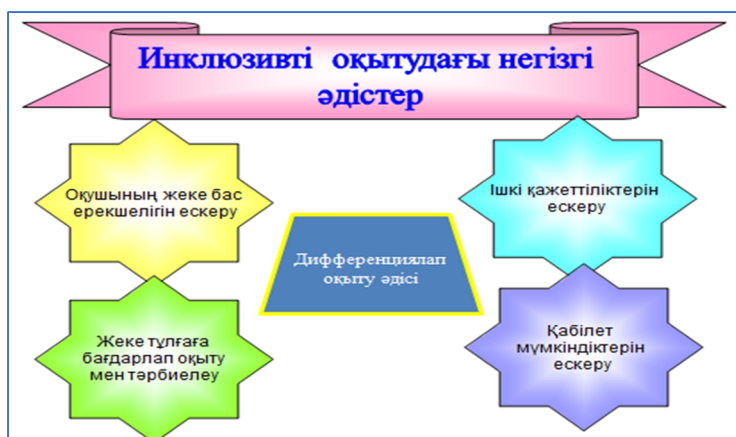 Инклюзивті оқытудағы негізгі
әдістер
Оқушының жеке бас
ерекшелігін ескеру
Ішкі қажеттіліктерін
ескеру
Дифференциялап
оқыту әдісі
Жеке тұлғаға
бағдарлап оқыту
мен тәрбиелеу
Қабілет
мүмкіндіктерін
ескеру